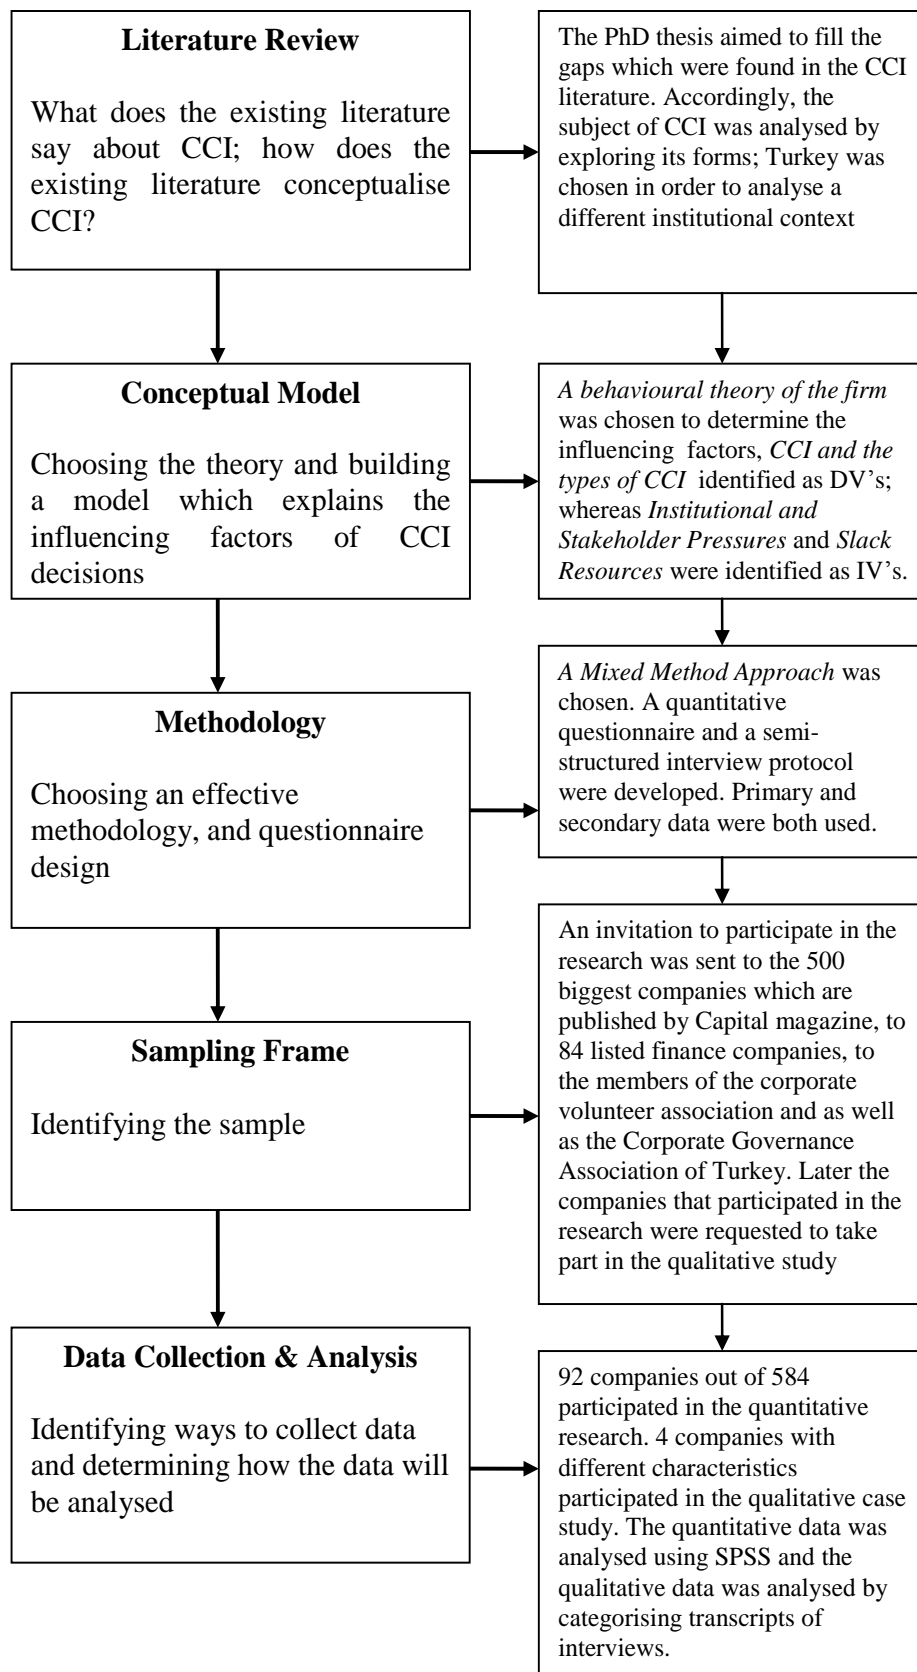 Literature Review
What does the existing literature
say about CCI; how does the
existing literature conceptualise
CCI?
The PhD thesis aimed to fill the
gaps which were found in the CCI
literature. Accordingly, the
subject of CCI was analysed by
exploring its forms; Turkey was
chosen in order to analyse a
different institutional context
Conceptual Model
Choosing the theory and building
a model which explains the
influencing factors of CCI
decisions
A behavioural theory of the firm
was chosen to determine the
influencing factors, CCI and the
types of CCI identified as DV's;
whereas Institutional and
Stakeholder Pressures and Slack
Resources were identified as IV's.
Methodology
Choosing an effective
methodology, and questionnaire
design
A Mixed Method Approach was
chosen. A quantitative
questionnaire and a semi-
structured interview protocol
were developed. Primary and
secondary data were both used.
Sampling Frame
Identifying the sample
An invitation to participate in the
research was sent to the 500
biggest companies which are
published by Capital magazine, to
84 listed finance companies, to
the members of the corporate
volunteer association and as well
as the Corporate Governance
Association of Turkey. Later the
companies that participated in the
research were requested to take
part in the qualitative study
Data Collection & Analysis
Identifying ways to collect data
and determining how the data will
be analysed
92 companies out of 584
participated in the quantitative
research. 4 companies with
different characteristics
participated in the qualitative case
study. The quantitative data was
analysed using SPSS and the
qualitative data was analysed by
categorising transcripts of
interviews.